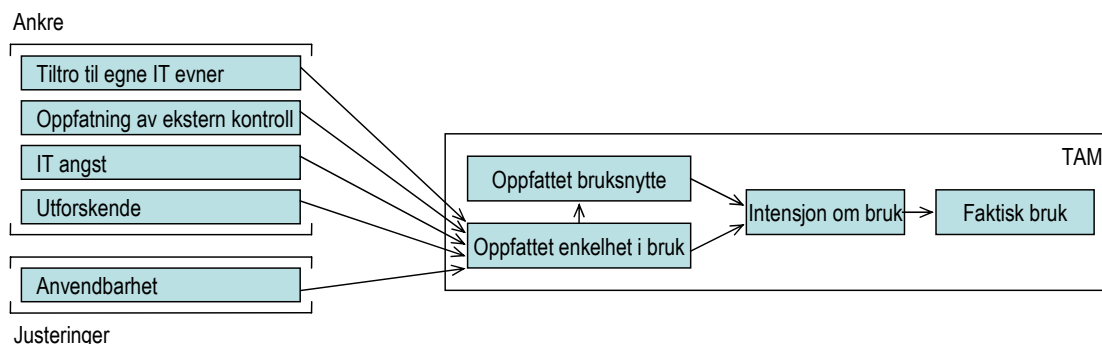 Ankre
Tiltro til egne IT evner
Oppfatning av ekstern kontroll
IT angst
Utforskende
Anvendbarhet
Justeringer
TAM
Oppfattet bruksnytte
Oppfattet enkelhet i bruk
Intensjon om bruk
Faktisk bruk